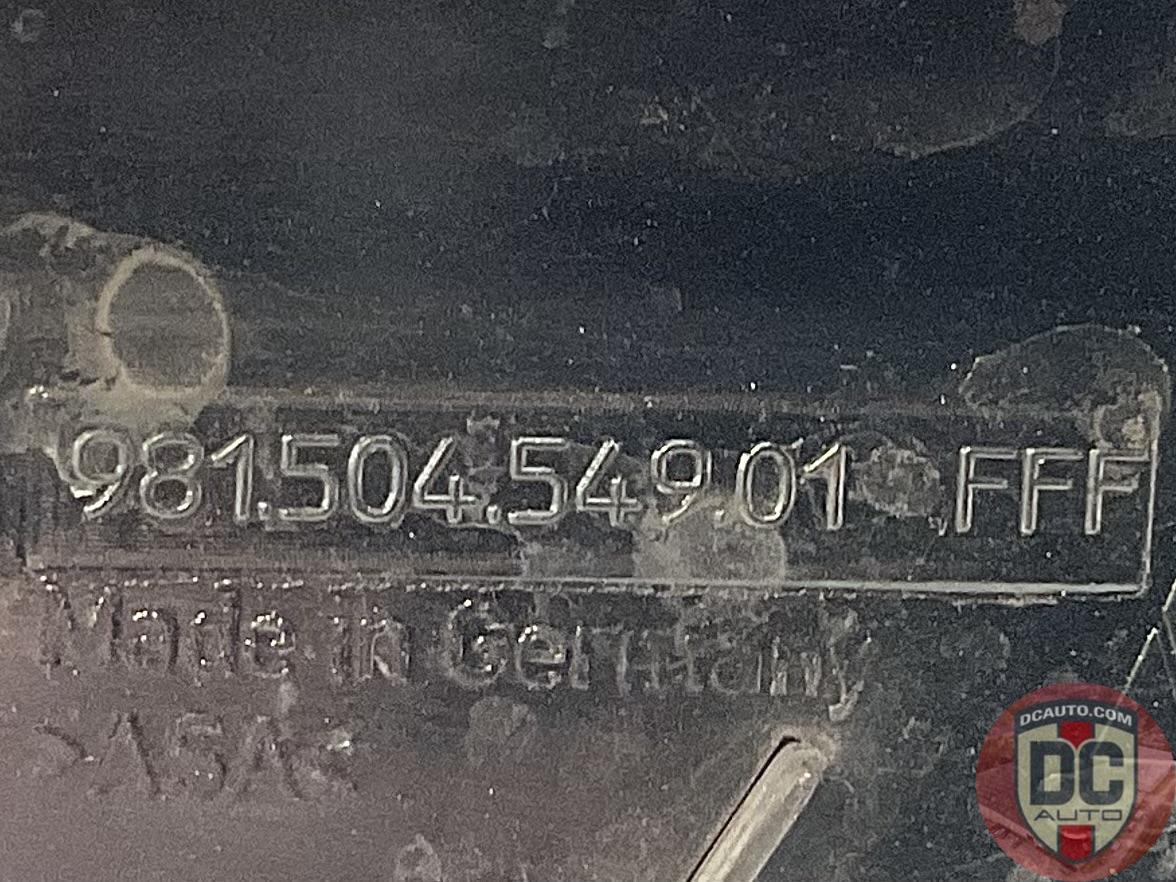 981.504.549.01 FFF
Made in Germany
>ASA<
DCAUTO.COM
DC
AUTO